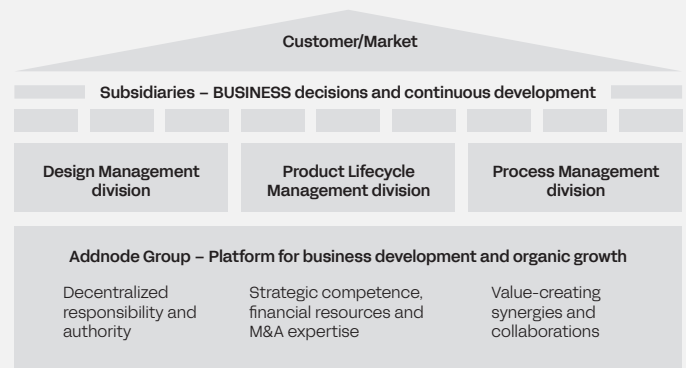 Customer/Market
Subsidiaries – BUSINESS decisions and continuous development
Design Management
division
Product Lifecycle
Management division
Process Management
division
Addnode Group – Platform for business development and organic growth
Decentralized
responsibility and
authority
Strategic competence,
financial resources and
M&A expertise
Value-creating
synergies and
collaborations